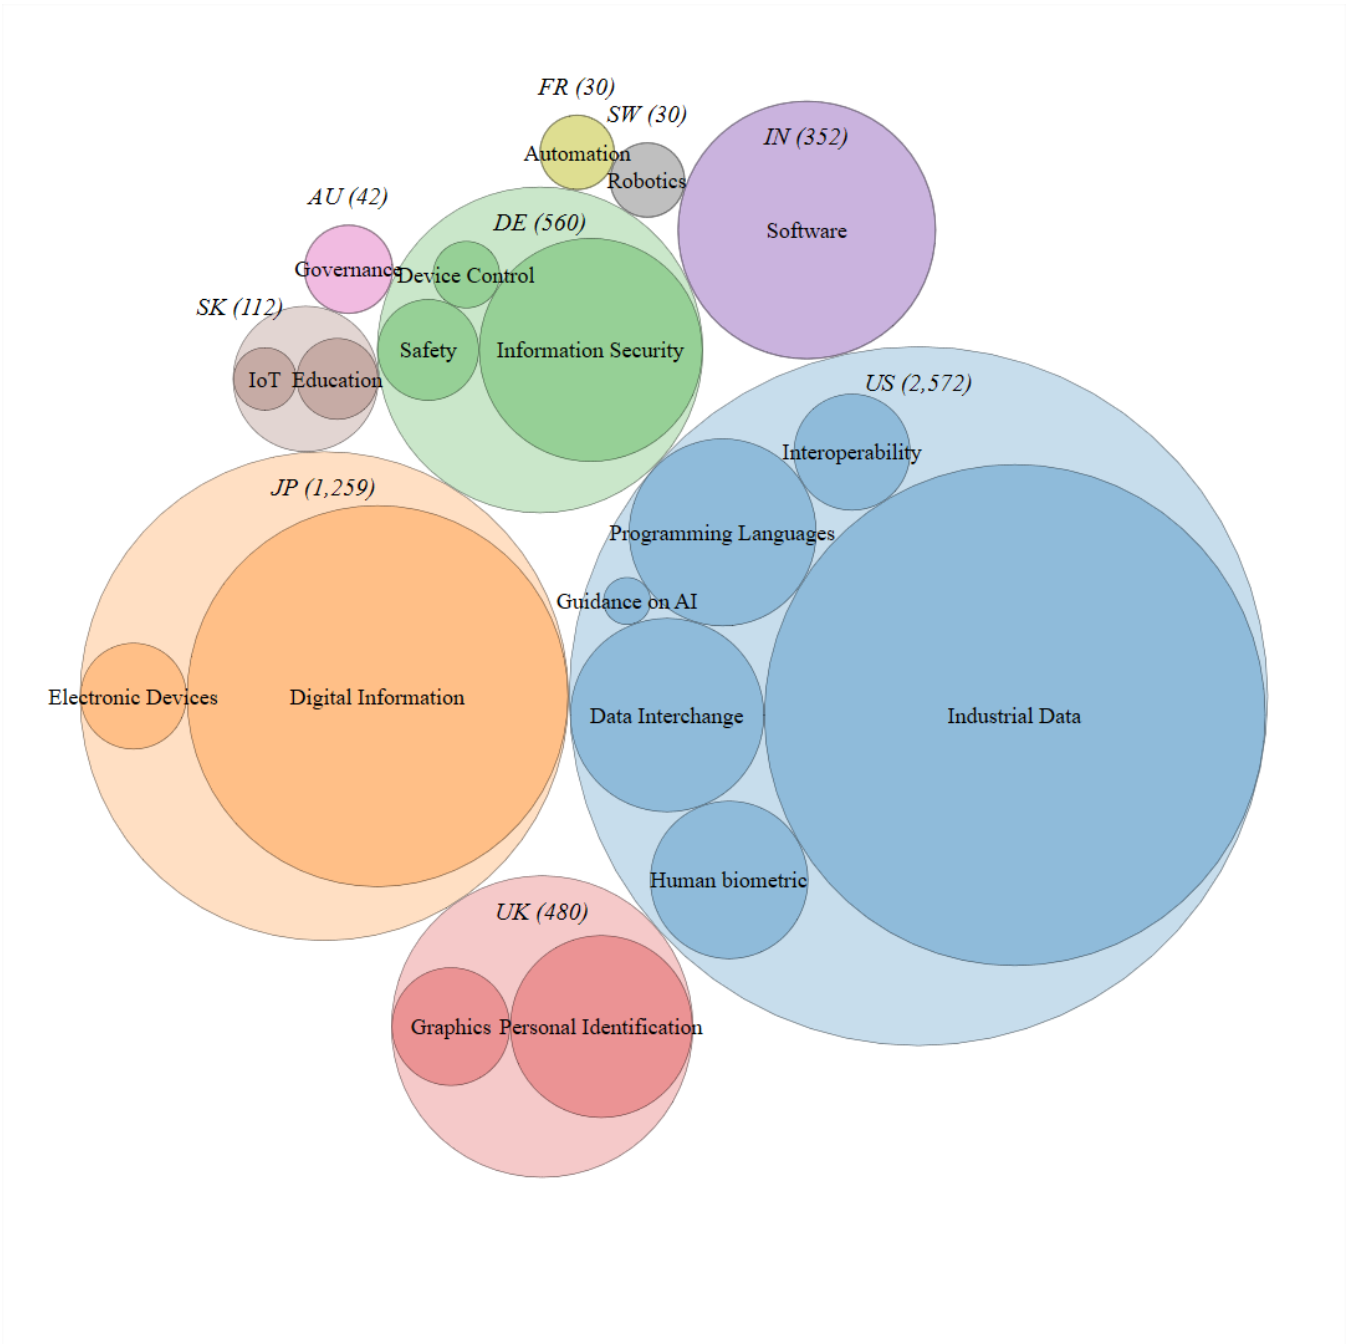 FR (30)
SW (30)
IN (352)
Automation
Robotics
AU (42)
DE (560)
Software
Governance
Device Control
SK (112)
Safety
Information Security
IoT
Education
US (2,572)
Interoperability
JP (1,259)
Programming Languages
Guidance on AI
Electronic Devices
Digital Information
Data Interchange
Industrial Data
Human biometric
UK (480)
Graphics
Personal Identification